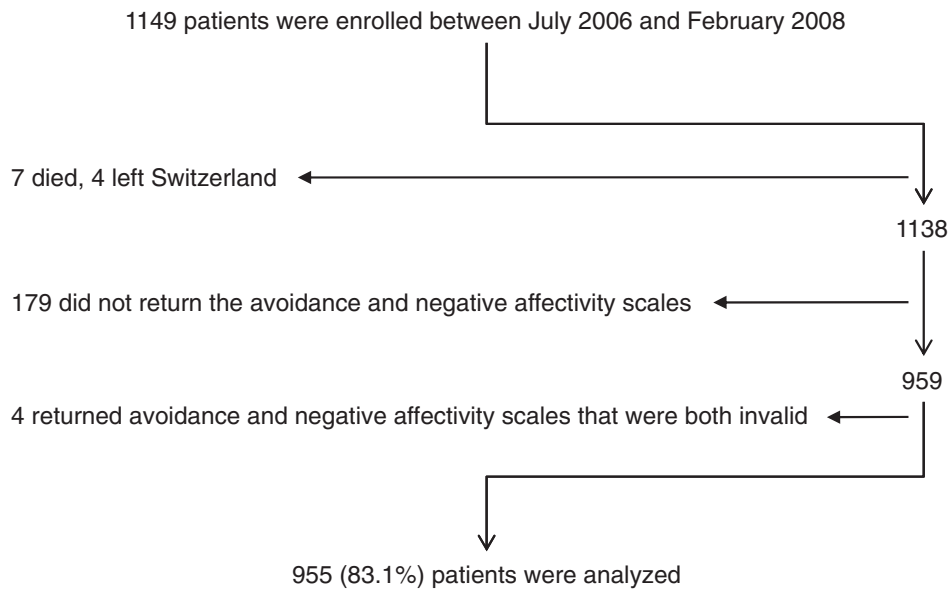 1149 patients were enrolled between July 2006 and February 2008
7 died, 4 left Switzerland
1138
179 did not return the avoidance and negative affectivity scales
959
4 returned avoidance and negative affectivity scales that were both invalid
955 (83.1%) patients were analyzed